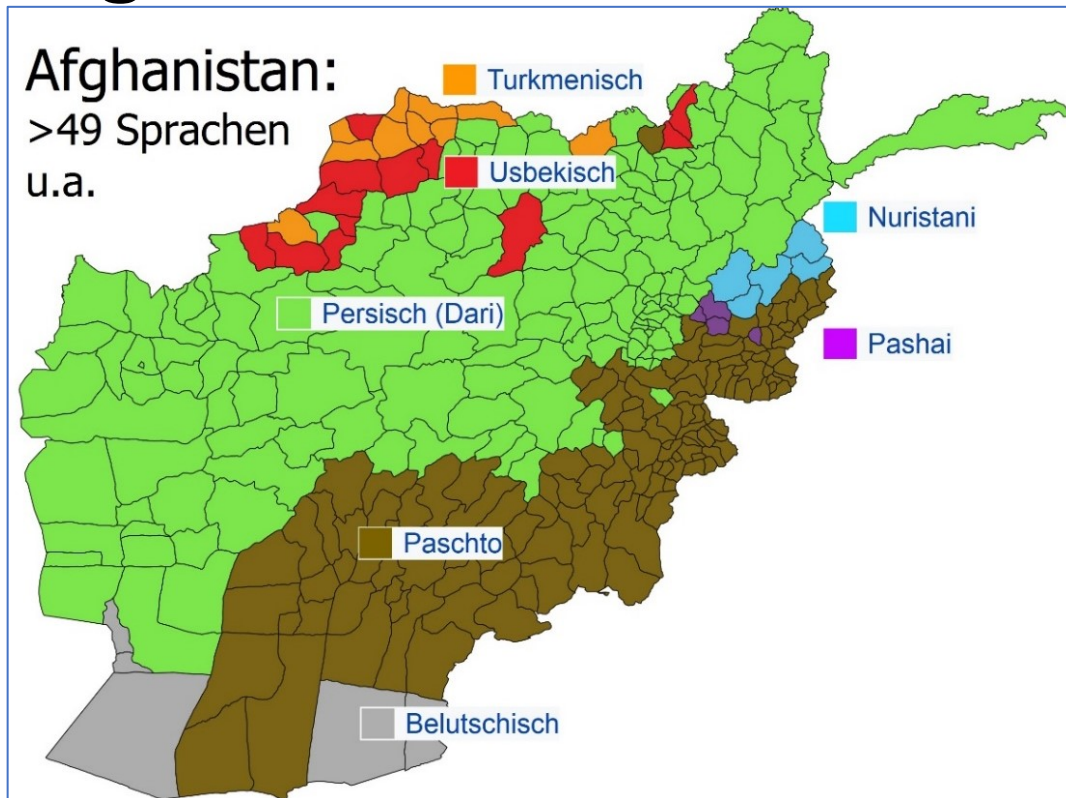 Afghanistan:
>49 Sprachen
u.a.
Turkmenisch
Usbekisch
Nuristani
Persisch (Dari)
Pashai
Paschto
Belutschisch